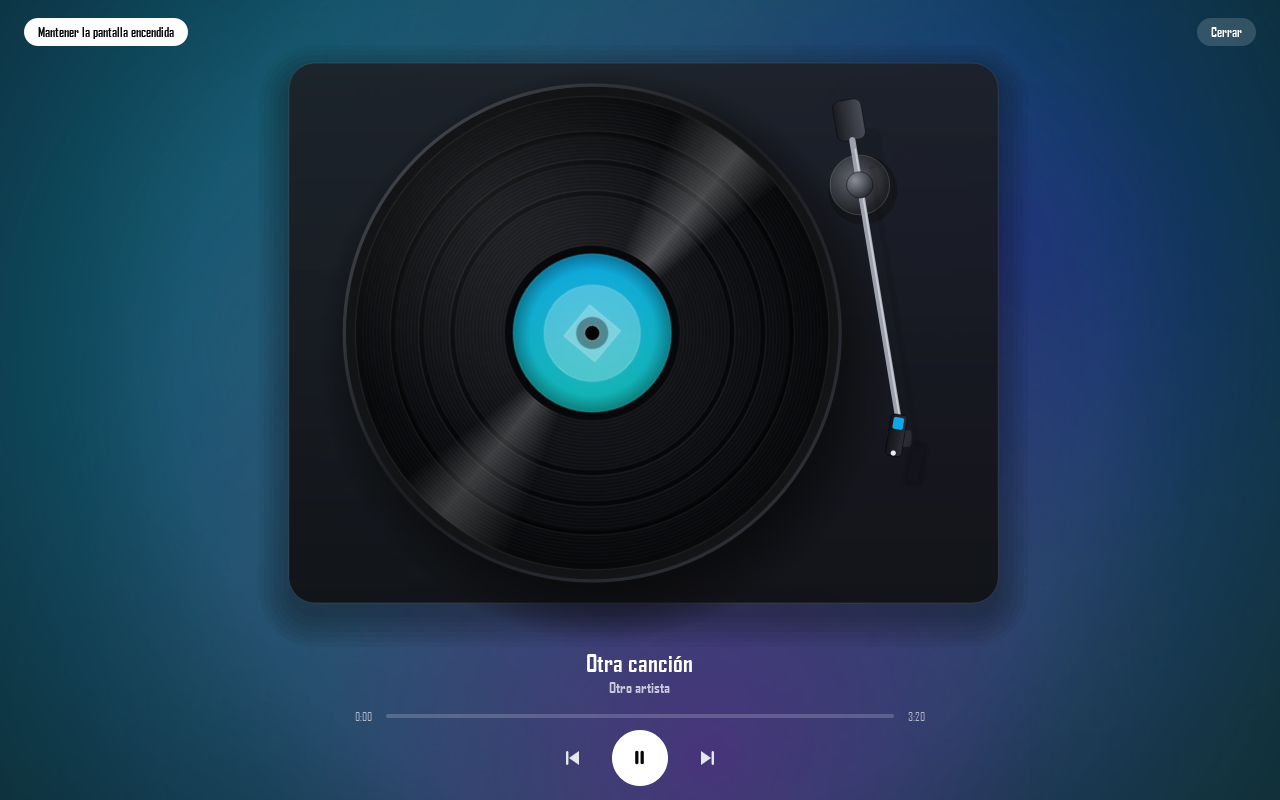 Mantener la pantalla encendida
Cerrar
Otra canción
Otro artista
0:00
3:20